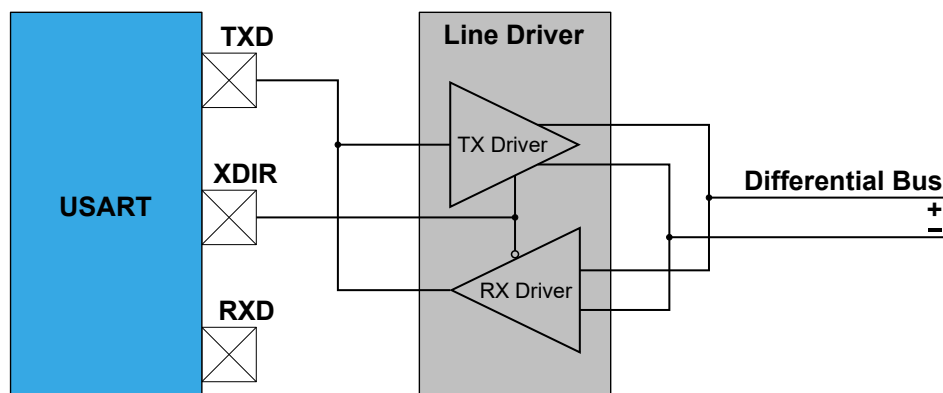 TXD
Line Driver
TX Driver
XDIR
USART
Differential Bus
+
–
RX Driver
RXD